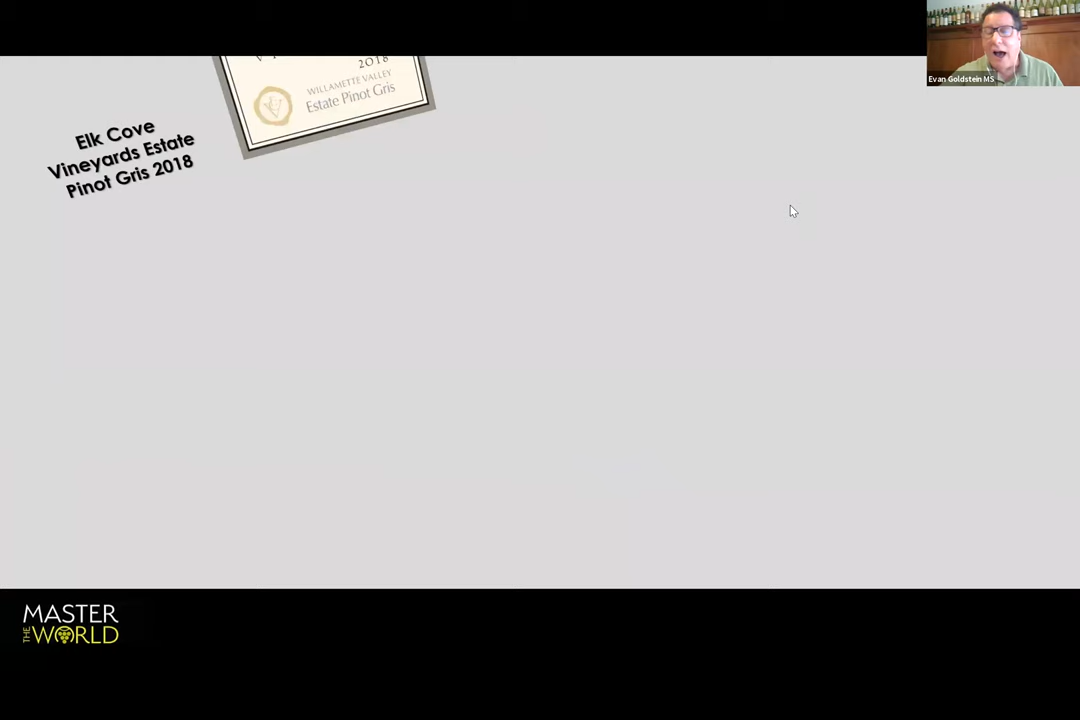 Evan Goldstein MS
2018
WILLAMETTE VALLEY
Estate Pinot Gris
Elk Cove
Vineyards Estate
Pinot Gris 2018
MASTER
THE WORLD